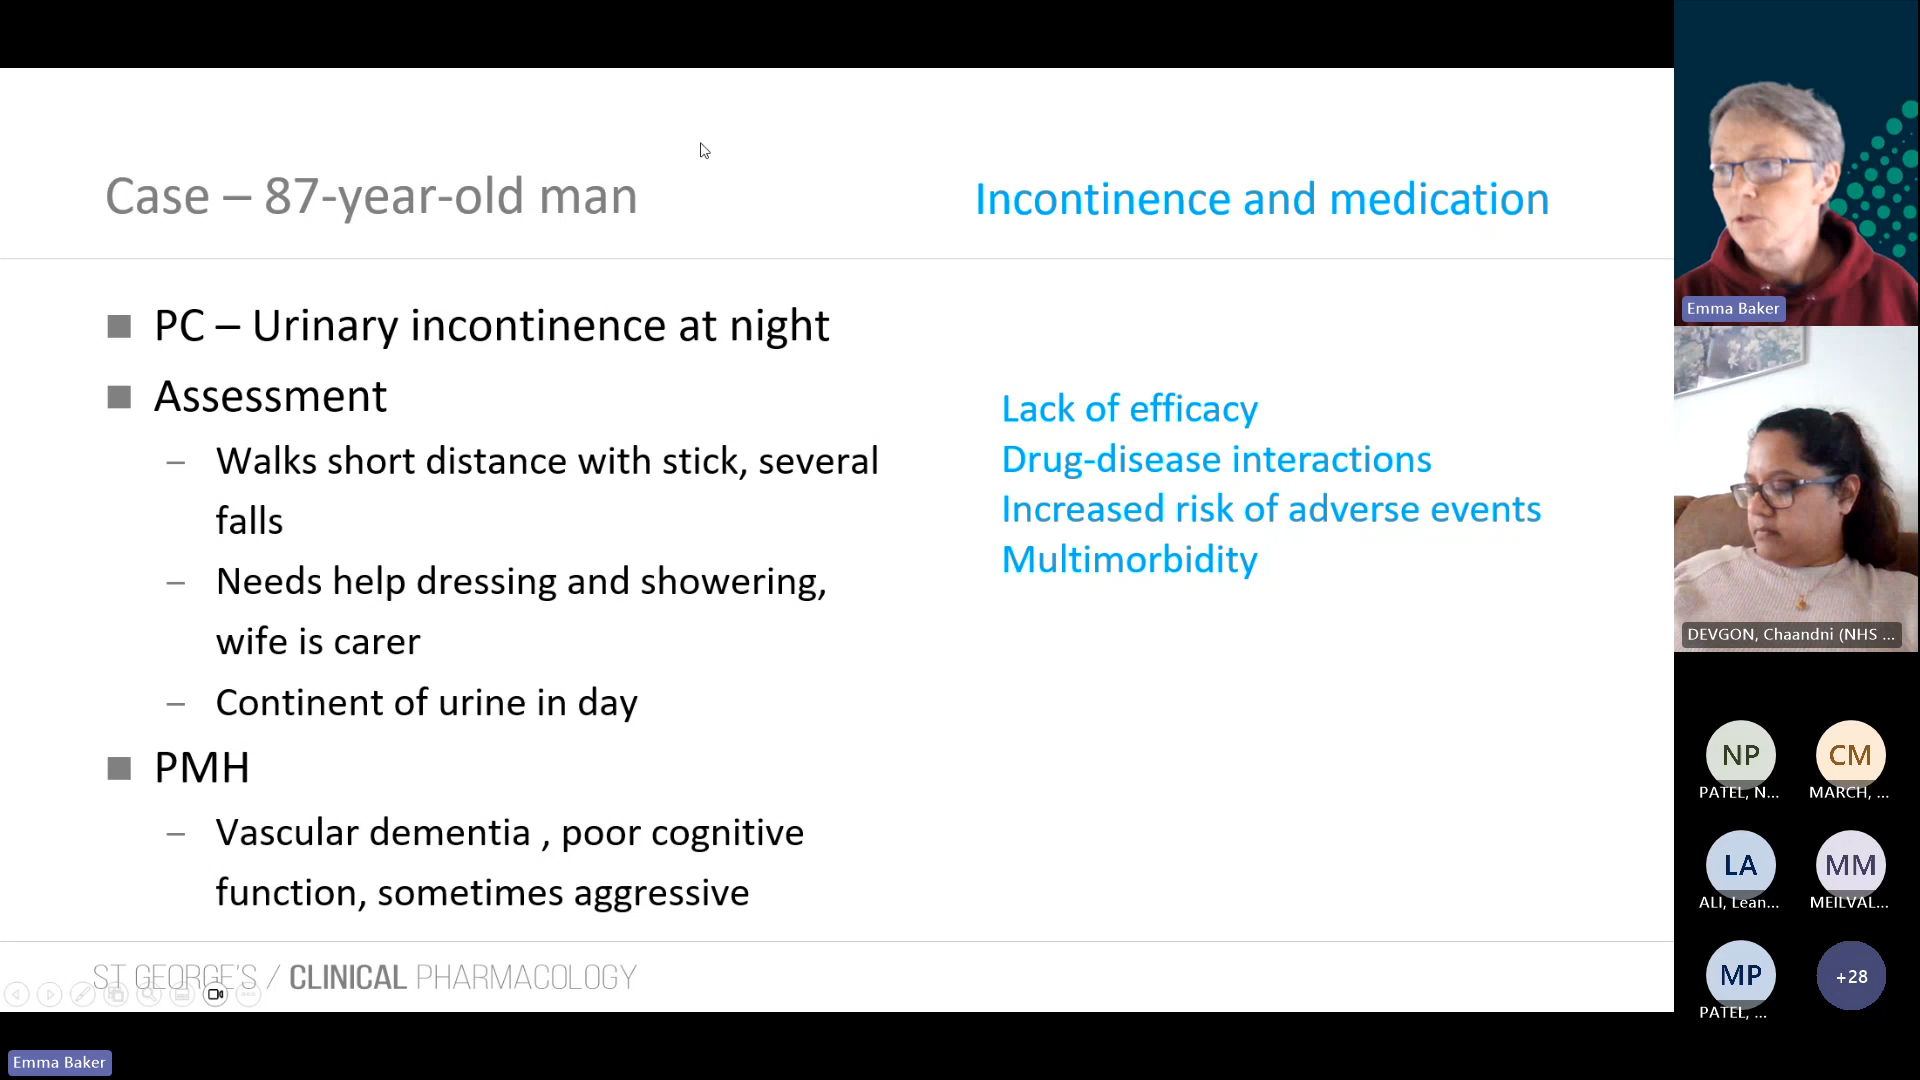 Case – 87-year-old man
Incontinence and medication
■ PC – Urinary incontinence at night
■ Assessment
– Walks short distance with stick, several
falls
– Needs help dressing and showering,
wife is carer
– Continent of urine in day
■ PMH
– Vascular dementia , poor cognitive
function, sometimes aggressive
Lack of efficacy
Drug-disease interactions
Increased risk of adverse events
Multimorbidity
ST GEORGE'S / CLINICAL PHARMACOLOGY
Emma Baker
Emma Baker
DEVGON, Chaandni (NHS ...
NP
PATEL, N...
CM
MARCH, ...
LA
ALI, Lean...
MM
MEILVAL...
MP
PATEL, ...
+28